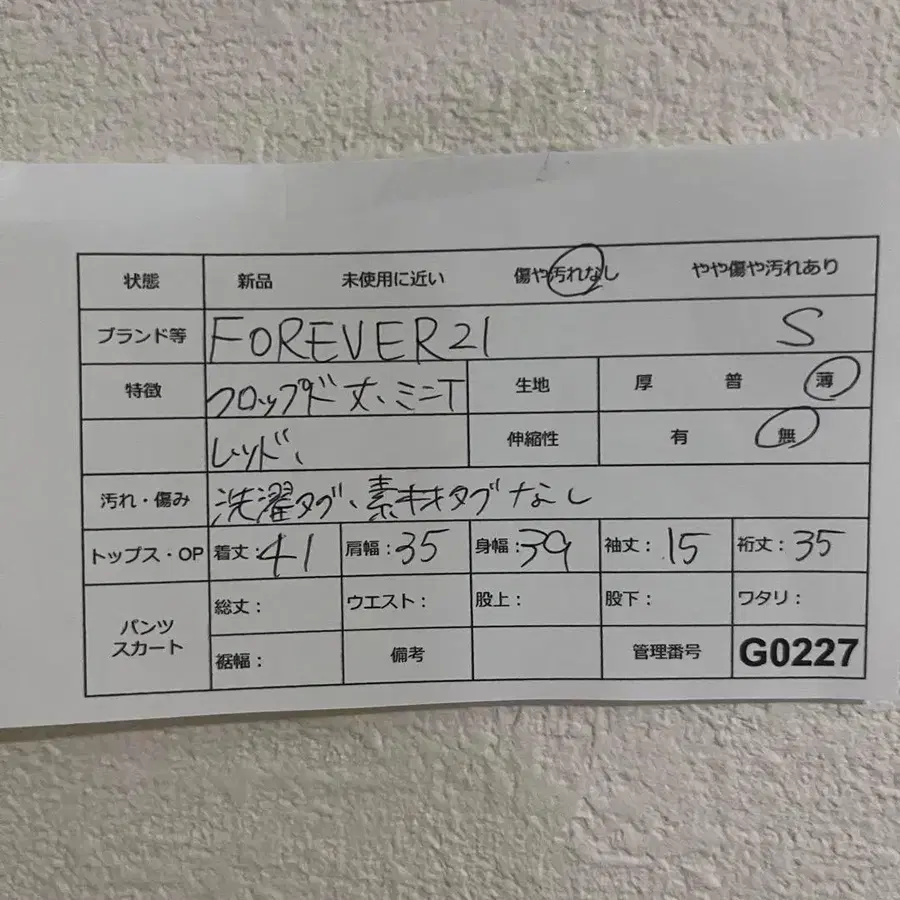 状態 新品 未使用に近い 傷や汚れなし やや傷や汚れあり
ブランド等 FOREVER21 S
特徴 クロップド丈、ミニT 生地 厚 普 薄
レッド、 伸縮性 有 無
汚れ・傷み 洗濯タグ、素材タグなし
トップス・OP 着丈:41 肩幅:35 身幅:39 袖丈:15 裄丈:35
パンツ スカート 総丈: ウエスト: 股上: 股下: ワタリ:
裾幅: 備考 管理番号 G0227